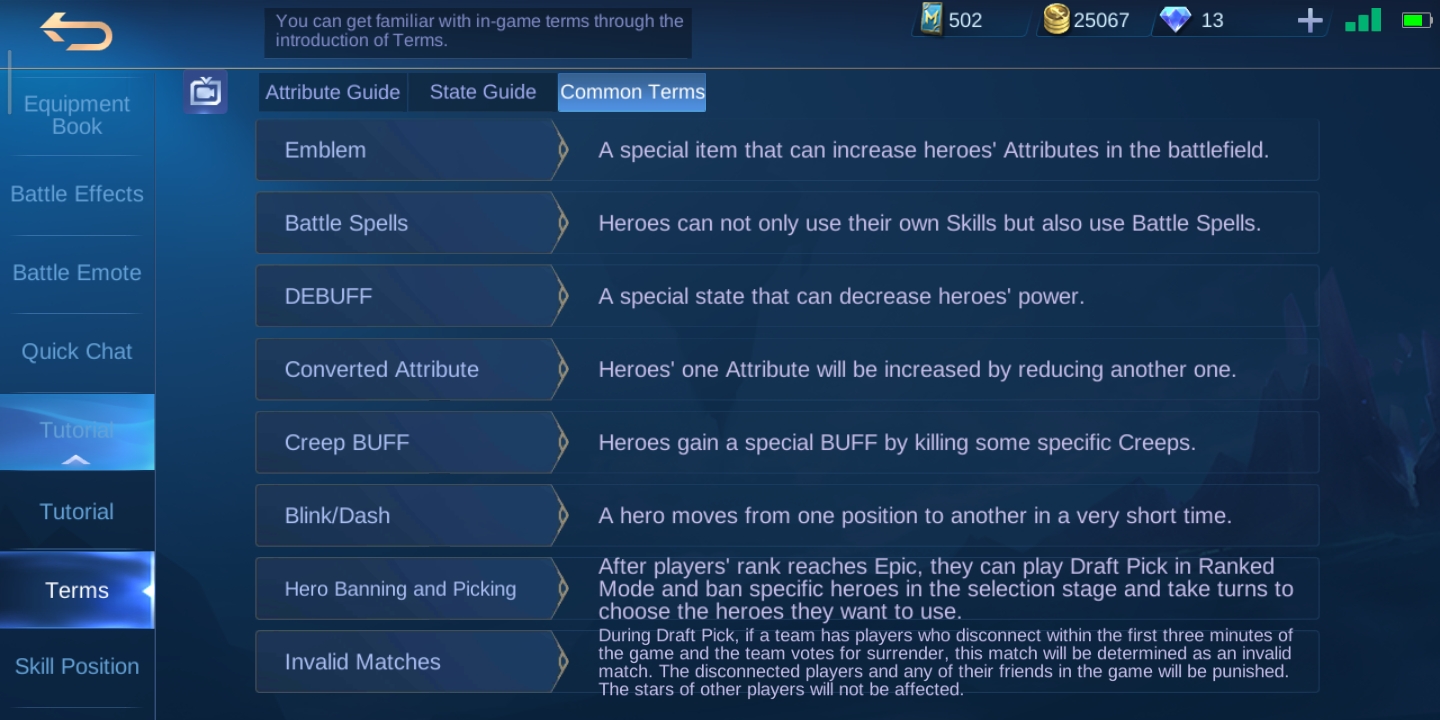 You can get familiar with in-game terms through the
introduction of Terms.
502
25067
13
Equipment
Book
Battle Effects
Battle Emote
Quick Chat
Tutorial
Tutorial
Terms
Skill Position
Attribute Guide
State Guide
Common Terms
Emblem
A special item that can increase heroes' Attributes in the battlefield.
Battle Spells
Heroes can not only use their own Skills but also use Battle Spells.
DEBUFF
A special state that can decrease heroes' power.
Converted Attribute
Heroes' one Attribute will be increased by reducing another one.
Creep BUFF
Heroes gain a special BUFF by killing some specific Creeps.
Blink/Dash
A hero moves from one position to another in a very short time.
Hero Banning and Picking
After players' rank reaches Epic, they can play Draft Pick in Ranked
Mode and ban specific heroes in the selection stage and take turns to
choose the heroes they want to use.
Invalid Matches
During Draft Pick, if a team has players who disconnect within the first three minutes of
the game and the team votes for surrender, this match will be determined as an invalid
match. The disconnected players and any of their friends in the game will be punished.
The stars of other players will not be affected.